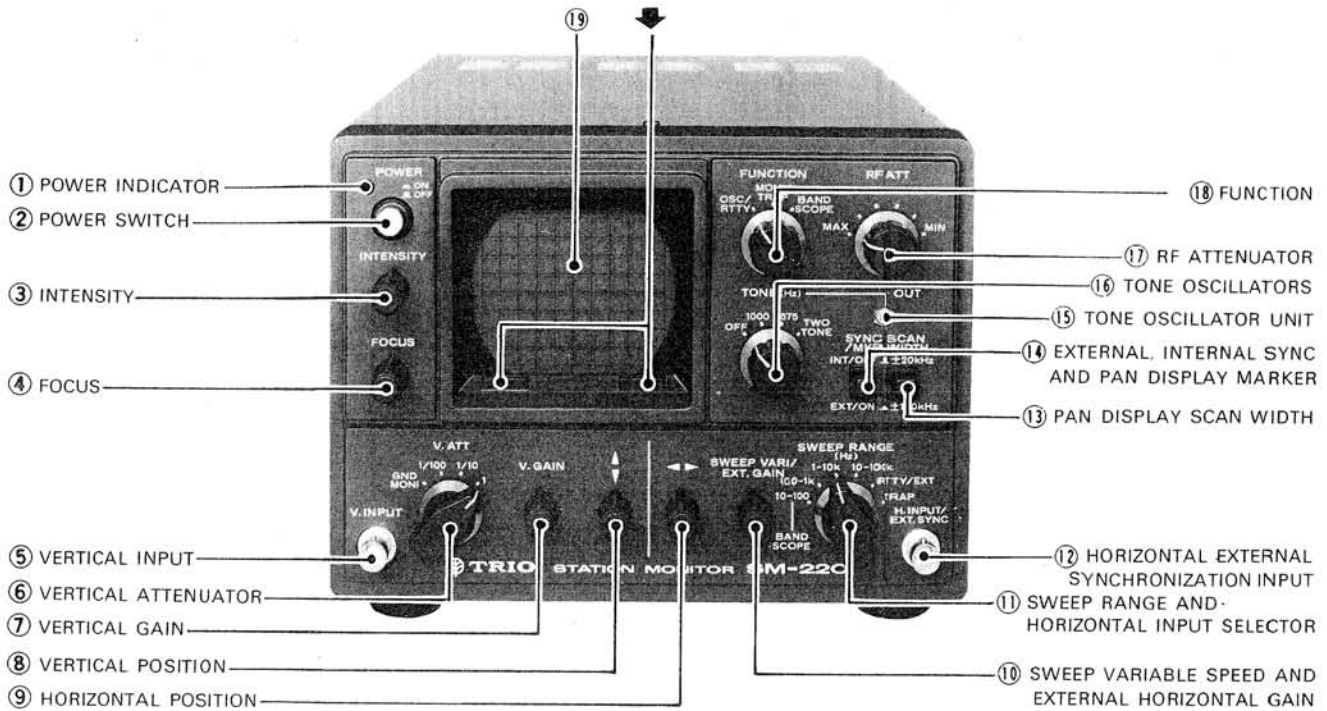 ⑲
① POWER INDICATOR
② POWER SWITCH
③ INTENSITY
④ FOCUS
⑤ VERTICAL INPUT
⑥ VERTICAL ATTENUATOR
⑦ VERTICAL GAIN
⑧ VERTICAL POSITION
⑨ HORIZONTAL POSITION
POWER
ON
OFF
INTENSITY
FOCUS
FUNCTION
OSC/
RTTY
BAND
SCOPE
RF ATT
MAX
MIN
TONE (Hz)
OUT
OFF
1000
575
TWO
TONE
SYNC SCAN
WIDTH
±20kHz
EXT/ON
V. ATT
GND
MONI
1/100
1/10
1
V. INPUT
V. GAIN
▲
▼
◄ ►
SWEEP VARI/
EXT. GAIN
SWEEP RANGE
(Hz)
10-100
1-10k
RTTY/EXT
BAND
SCOPE
H. INPUT/
EXT. SYNC
TRIO STATION MONITOR SM-220
⑱ FUNCTION
⑰ RF ATTENUATOR
⑯ TONE OSCILLATORS
⑮ TONE OSCILLATOR UNIT
⑭ EXTERNAL, INTERNAL SYNC
AND PAN DISPLAY MARKER
⑬ PAN DISPLAY SCAN WIDTH
⑫ HORIZONTAL EXTERNAL
SYNCHRONIZATION INPUT
⑪ SWEEP RANGE AND
HORIZONTAL INPUT SELECTOR
⑩ SWEEP VARIABLE SPEED AND
EXTERNAL HORIZONTAL GAIN